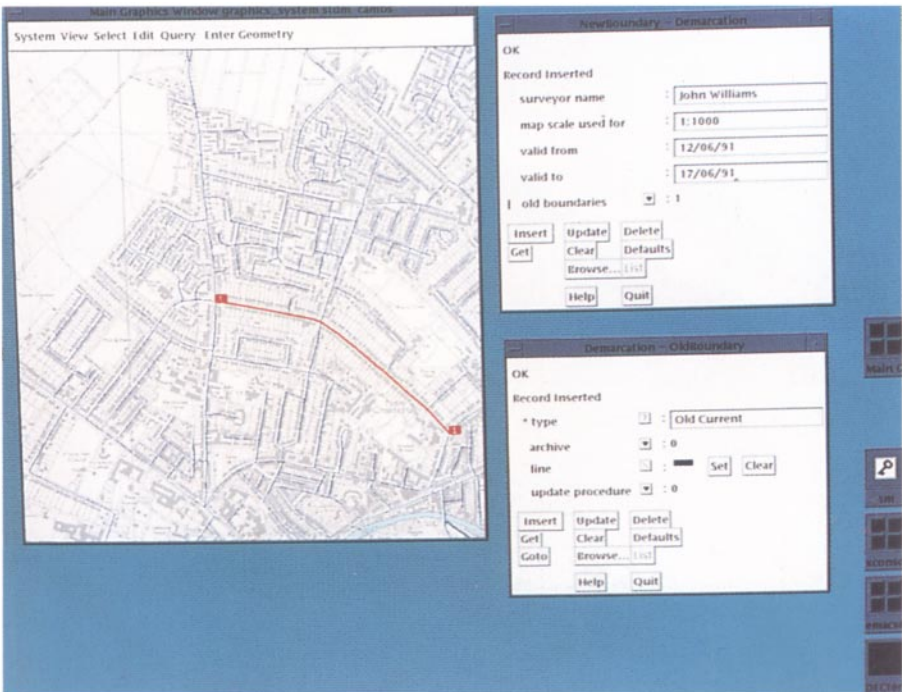 Main Graphics Window graphics_system stdm_cambs
System View Select Edit Query Enter Geometry
NewBoundary - Demarcation
OK
Record Inserted
surveyor name : John Williams
map scale used for : 1:1000
valid from : 12/06/91
valid to : 17/06/91
old boundaries : 1
Insert Update Delete
Get Clear Defaults
Browse... List
Help Quit
Demarcation - OldBoundary
OK
Record Inserted
* type : Old Current
archive : 0
line : Set Clear
update procedure : 0
Insert Update Delete
Get Clear Defaults
Goto Browse... List
Help Quit
Main